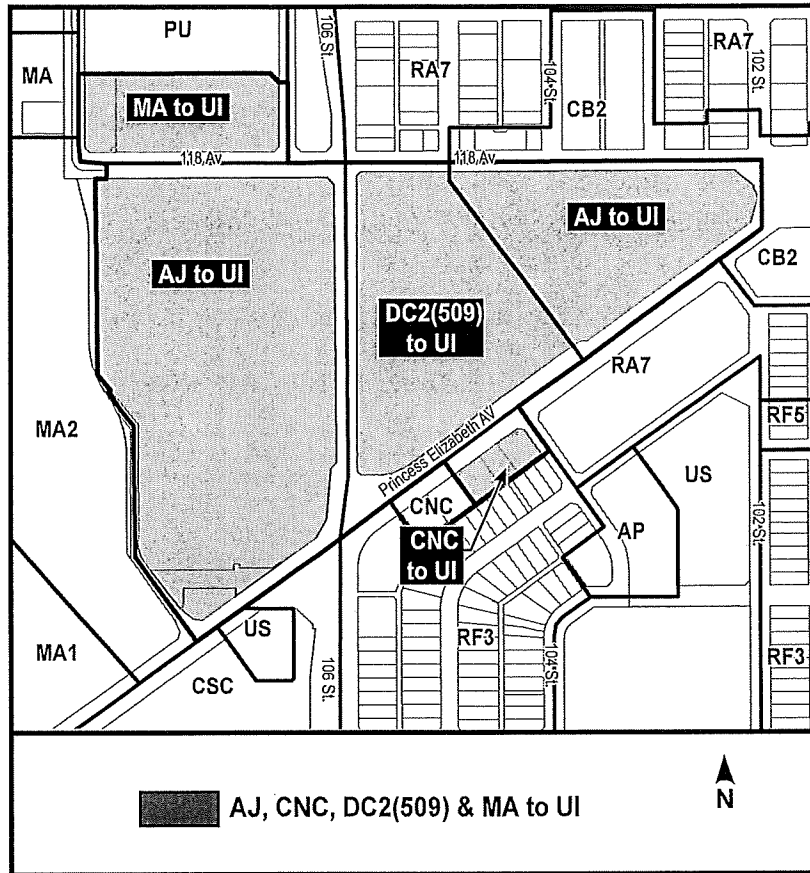 PU
106 St.
MA
RA7
104 St.
CB2
RA7
102 St.
MA to UI
118 Av
118 Av
AJ to UI
AJ to UI
CB2
DC2(509)
to UI
RA7
MA2
Princess Elizabeth AV
RF5
US
CNC
AP
102 St.
CNC
to UI
US
RF3
104 St.
RF3
MA1
CSC
106 St.
AJ, CNC, DC2(509) & MA to UI
N